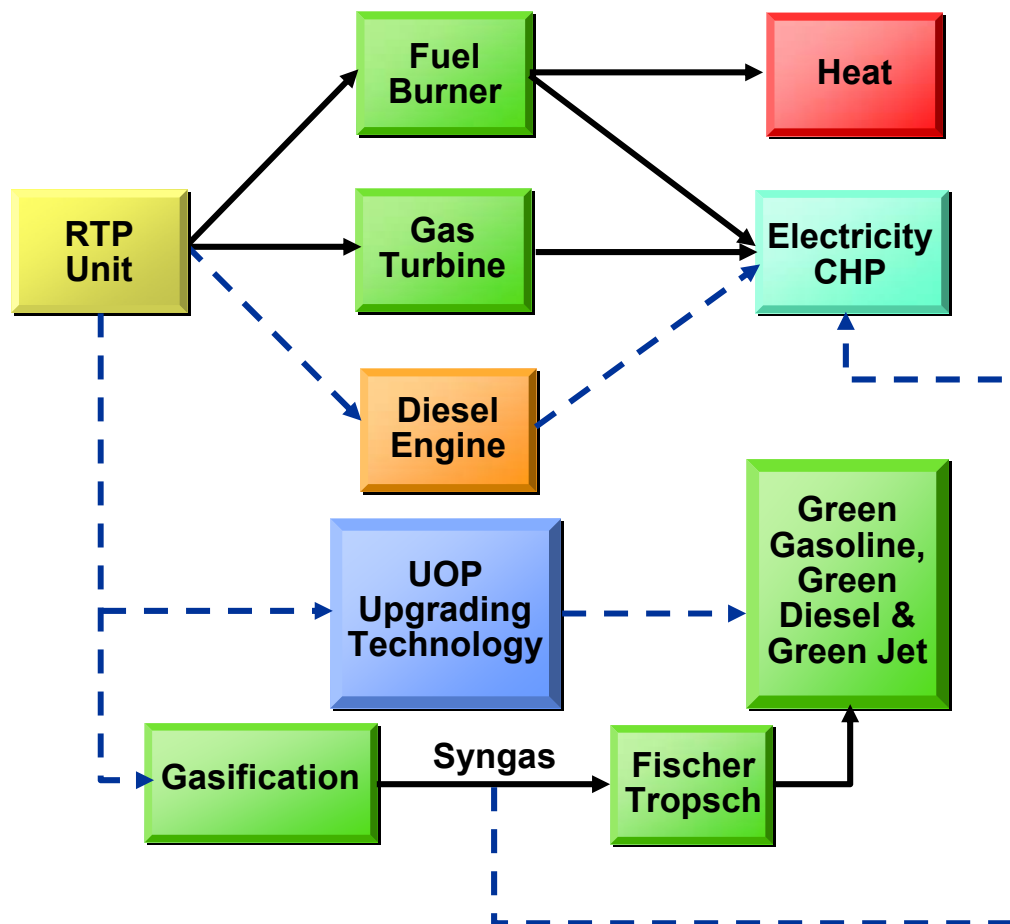 Fuel
Burner
Heat
RTP
Unit
Gas
Turbine
Electricity
CHP
Diesel
Engine
UOP
Upgrading
Technology
Green
Gasoline,
Green
Diesel &
Green Jet
Gasification
Syngas
Fischer
Tropsch